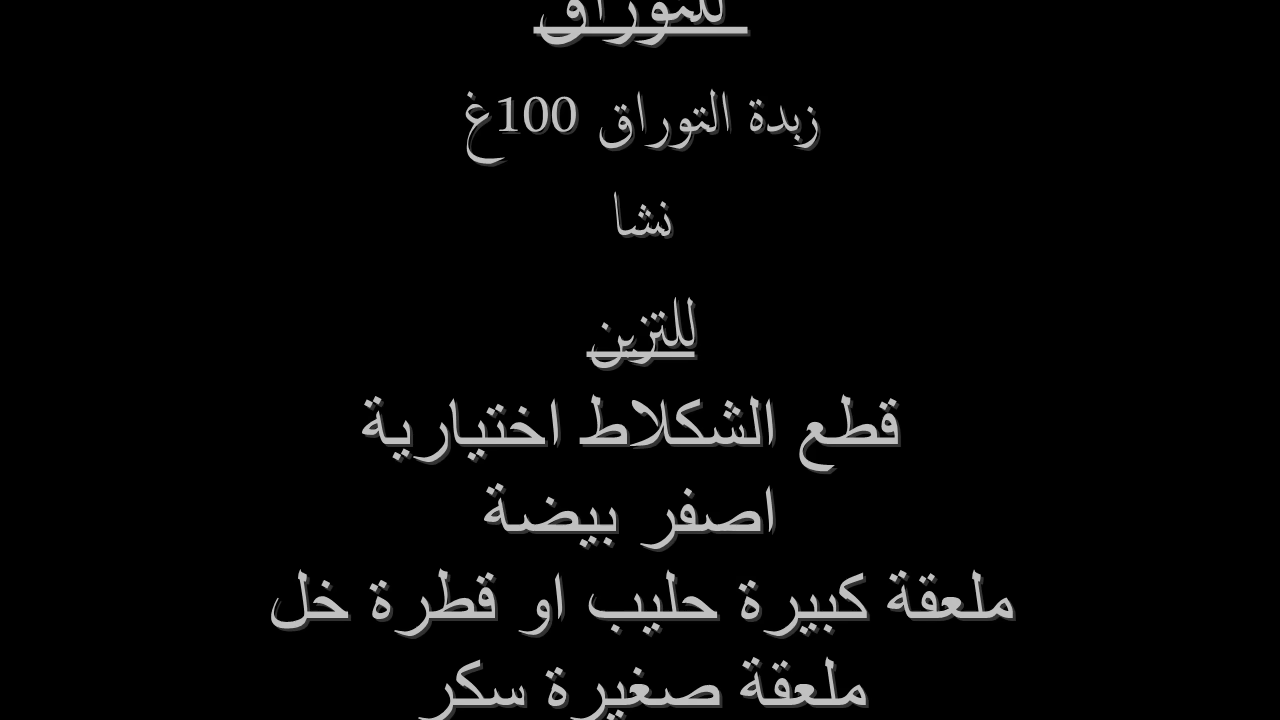 للموراق
زبدة التوراق 100غ
نشا
للتزين
قطع الشكلاط اختيارية
اصفر بيضة
ملعقة كبيرة حليب او قطرة خل
ملعقة صغيرة سكر